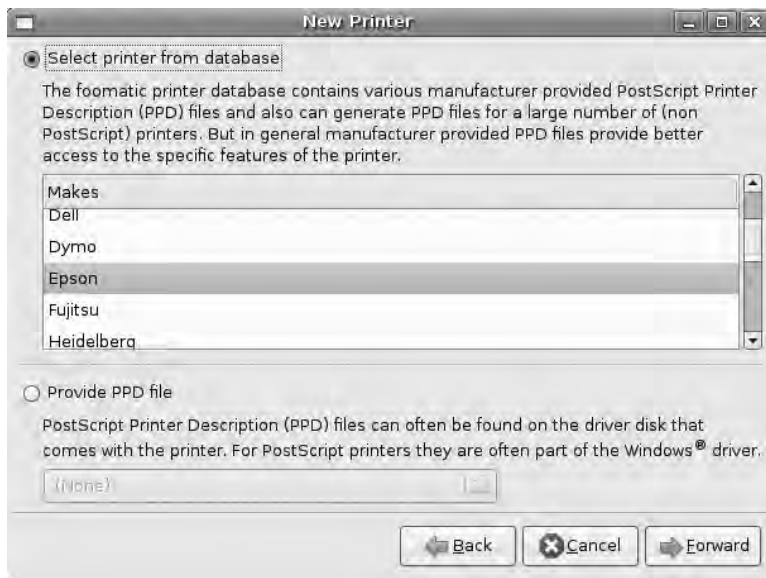 New Printer
Select printer from database
The foomatic printer database contains various manufacturer provided PostScript Printer
Description (PPD) files and also can generate PPD files for a large number of (non
PostScript) printers. But in general manufacturer provided PPD files provide better
access to the specific features of the printer.
Makes
Dell
Dymo
Epson
Fujitsu
Heidelberg
Provide PPD file
PostScript Printer Description (PPD) files can often be found on the driver disk that
comes with the printer. For PostScript printers they are often part of the Windows® driver.
(None)
Back Cancel Forward